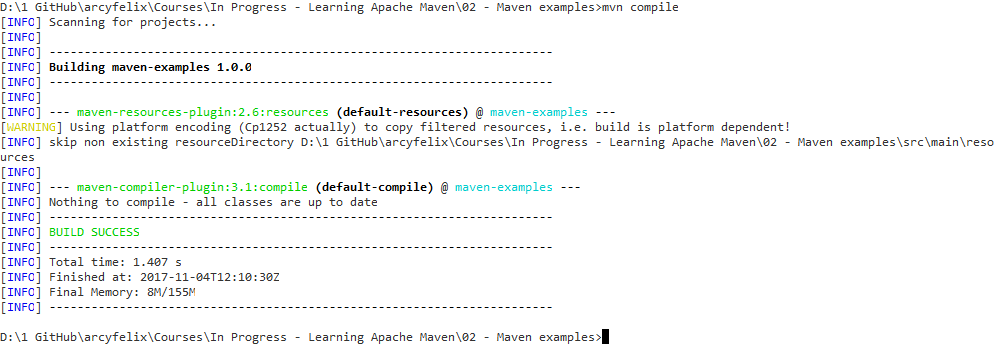 D:\1 GitHub\arcyfelix\Courses\In Progress - Learning Apache Maven\02 - Maven examples>mvn compile
[INFO] Scanning for projects...
[INFO]
[INFO] ------------------------------------------------------------------------
[INFO] Building maven-examples 1.0.0
[INFO] ------------------------------------------------------------------------
[INFO]
[INFO] --- maven-resources-plugin:2.6:resources (default-resources) @ maven-examples ---
[WARNING] Using platform encoding (Cp1252 actually) to copy filtered resources, i.e. build is platform dependent!
[INFO] skip non existing resourceDirectory D:\1 GitHub\arcyfelix\Courses\In Progress - Learning Apache Maven\02 - Maven examples\src\main\reso
urces
[INFO]
[INFO] --- maven-compiler-plugin:3.1:compile (default-compile) @ maven-examples ---
[INFO] Nothing to compile - all classes are up to date
[INFO] ------------------------------------------------------------------------
[INFO] BUILD SUCCESS
[INFO] ------------------------------------------------------------------------
[INFO] Total time: 1.407 s
[INFO] Finished at: 2017-11-04T12:10:30Z
[INFO] Final Memory: 8M/155M
[INFO] ------------------------------------------------------------------------
D:\1 GitHub\arcyfelix\Courses\In Progress - Learning Apache Maven\02 - Maven examples>